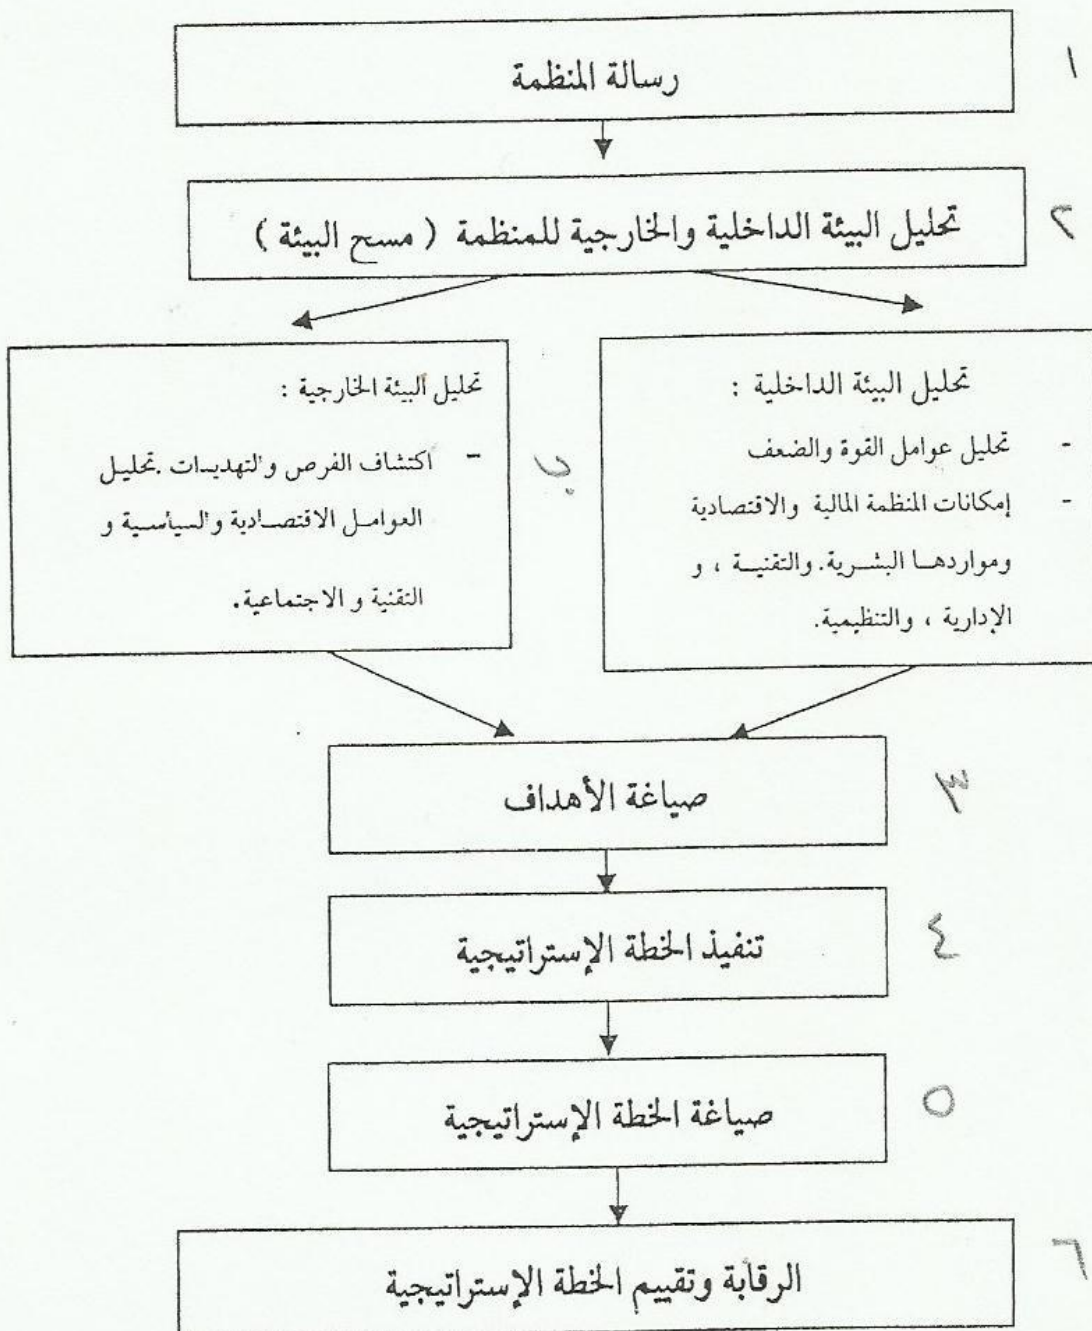 رسالة المنظمة
١
تحليل البيئة الداخلية والخارجية للمنظمة ( مسح البيئة )
٢
تحليل البيئة الداخلية :
- تحليل عوامل القوة والضعف
- إمكانات المنظمة المالية والاقتصادية
ومواردها البشرية. والتقنية ، و
الإدارية ، والتنظيمية.
تحليل البيئة الخارجية :
- اكتشاف الفرص والتهديدات .تحليل
العوامل الاقتصادية والسياسية و
التقنية و الاجتماعية.
صياغة الأهداف
٣
تنفيذ الخطة الإستراتيجية
٤
صياغة الخطة الإستراتيجية
٥
الرقابة وتقييم الخطة الإستراتيجية
٦